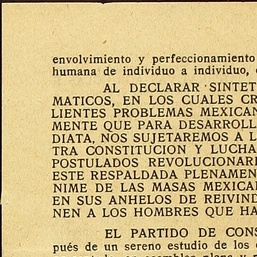 envolvimiento y perfeccionamiento
humana de individuo a individuo,
AL DECLARAR SINTET
MATICOS, EN LOS CUALES CR
LIENTES PROBLEMAS MEXICAN
MENTE QUE PARA DESARROLL
DIATA, NOS SUJETAREMOS A L
TRA CONSTITUCION Y LUCHA
POSTULADOS REVOLUCIONARI
ESTE RESPALDADA PLENAMEN
NIME DE LAS MASAS MEXICA
EN SUS ANHELOS DE REIVIND
NEN A LOS HOMBRES QUE HA
EL PARTIDO DE CONS
pués de un sereno estudio de los